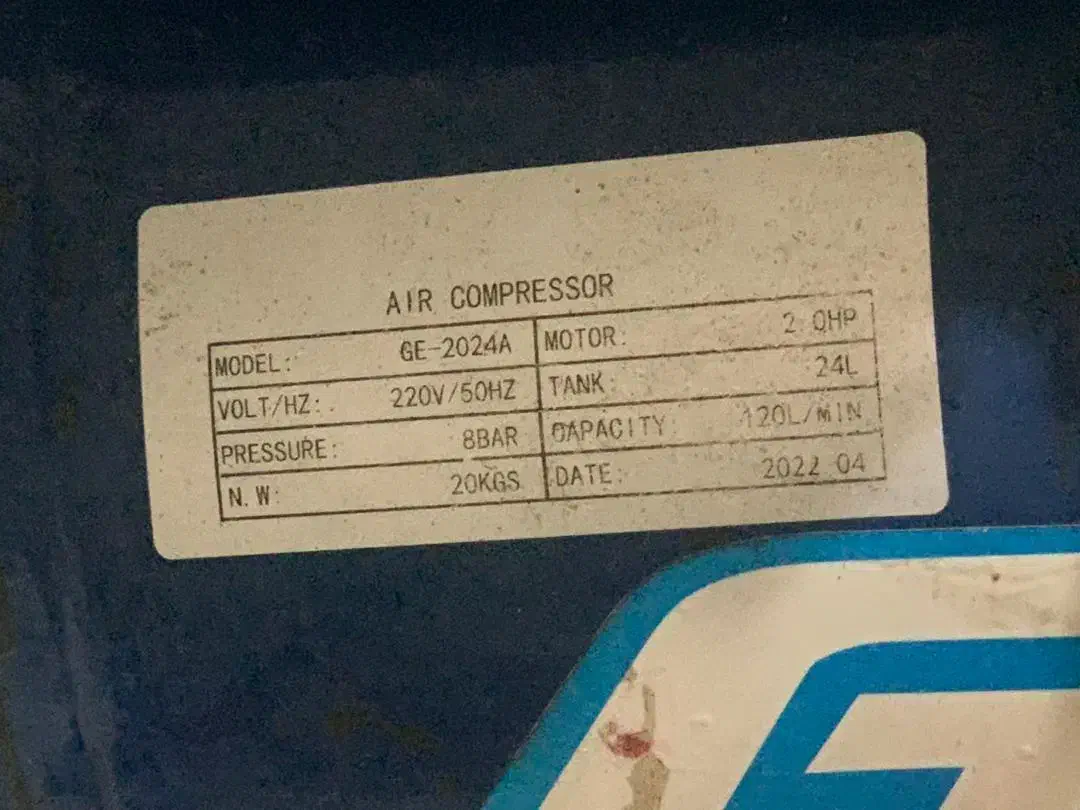 AIR COMPRESSOR
MODEL: GE-2024A MOTOR: 2.0HP
VOLT/HZ: 220V/50HZ TANK: 24L
PRESSURE: 8BAR CAPACITY: 120L/MIN
N.W: 20KGS DATE: 2022.04